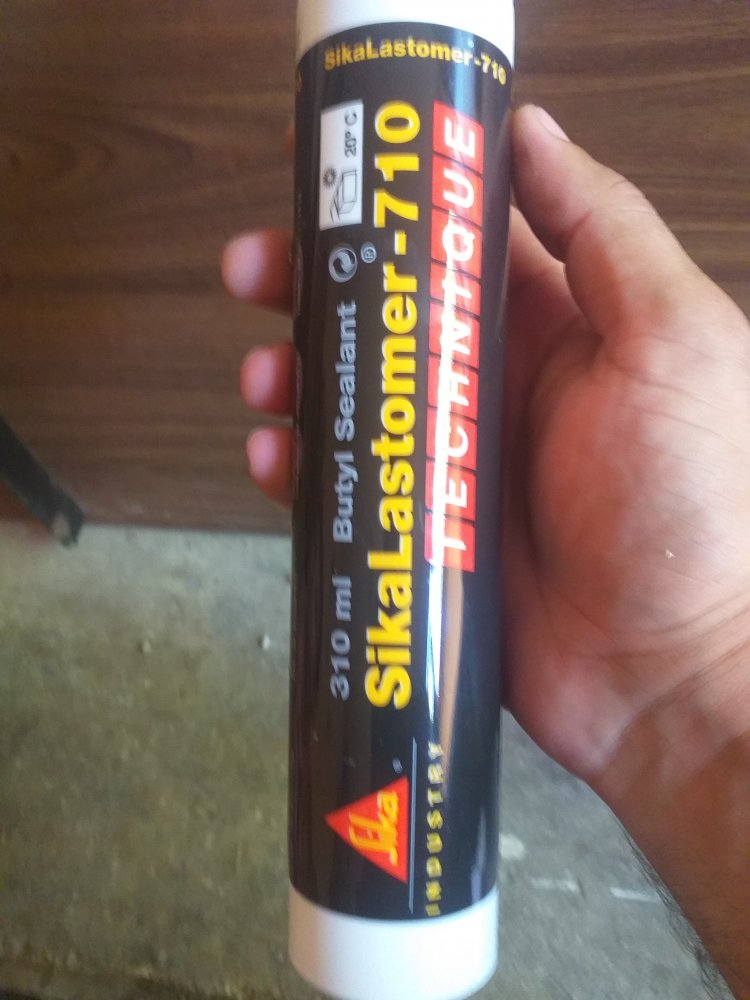 SikaLastomer-710
20° C
310 ml Butyl Sealant
SikaLastomer-710
®
TECHNIQUE
Sika
®
INDUSTRY